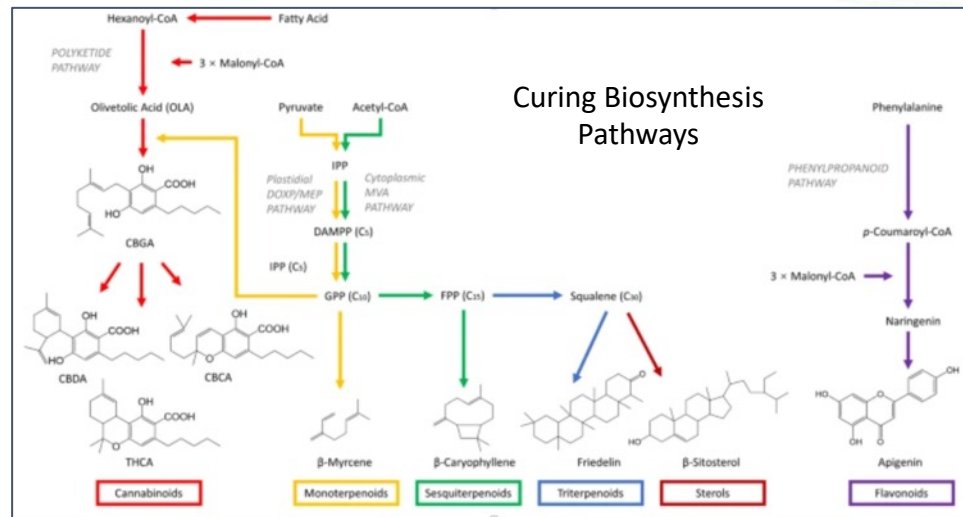 Hexanoyl-CoA
Fatty Acid
POLYKETIDE
PATHWAY
3 × Malonyl-CoA
Olivetolic Acid (OLA)
Pyruvate
Acetyl-CoA
Curing Biosynthesis
Pathways
Phenylalanine
IPP
Plastidial
DOXP/MEP
PATHWAY
Cytoplasmic
MVA
PATHWAY
PHENYLPROPANOID
PATHWAY
OH
COOH
HO
CBGA
DAMPP (C₅)
p-Coumaroyl-CoA
IPP (C₅)
3 × Malonyl-CoA
GPP (C₁₀)
FPP (C₁₅)
Squalene (C₃₀)
Naringenin
OH
COOH
HO
CBDA
OH
COOH
O
CBCA
OH
COOH
O
THCA
β-Myrcene
β-Caryophyllene
O
Friedelin
HO
β-Sitosterol
HO
OH
O
O
OH
Apigenin
Cannabinoids
Monoterpenoids
Sesquiterpenoids
Triterpenoids
Sterols
Flavonoids